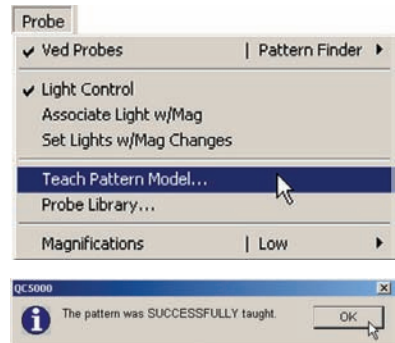 Probe
Ved Probes | Pattern Finder
Light Control
Associate Light w/Mag
Set Lights w/Mag Changes
Teach Pattern Model...
Probe Library...
Magnifications | Low
QC5000
The pattern was SUCCESSFULLY taught.
OK